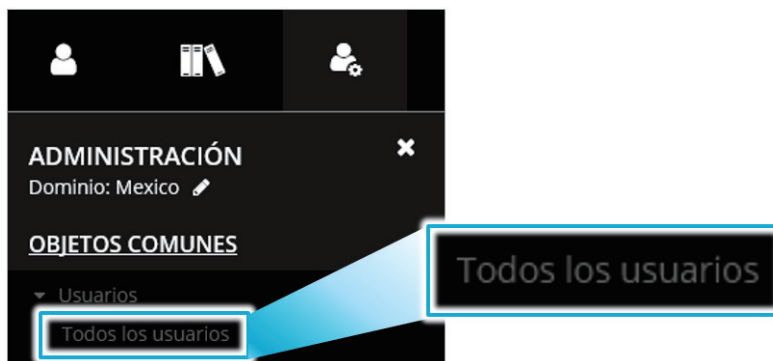 ADMINISTRACIÓN
Dominio: Mexico
OBJETOS COMUNES
Usuarios
Todos los usuarios
Todos los usuarios